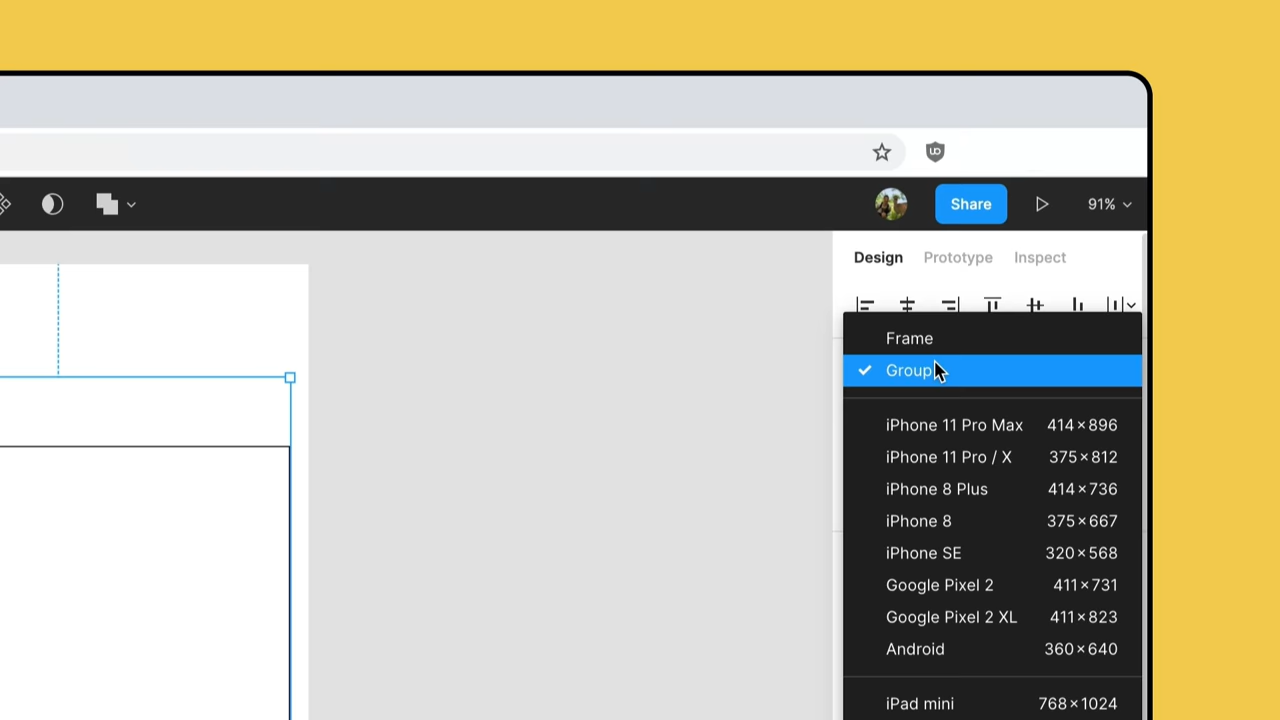 Share
91%
Design Prototype Inspect
Frame
Group
iPhone 11 Pro Max 414×896
iPhone 11 Pro / X 375×812
iPhone 8 Plus 414×736
iPhone 8 375×667
iPhone SE 320×568
Google Pixel 2 411×731
Google Pixel 2 XL 411×823
Android 360×640
iPad mini 768×1024